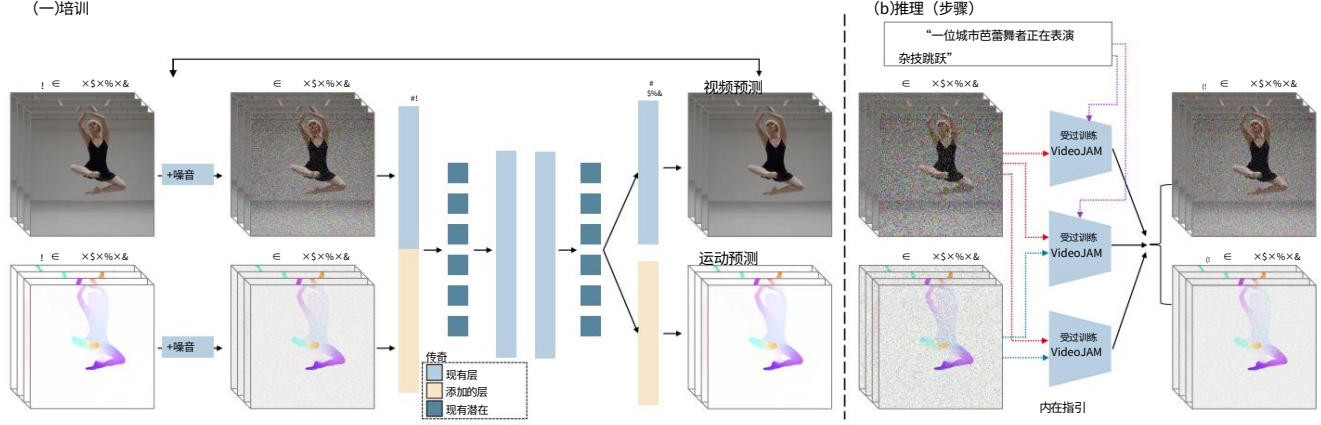 （一)培训
(b)推理（步骤）
“一位城市芭蕾舞者正在表演
杂技跳跃”
! ∈ ×$×%×&
∈ ×$×%×&
#!
#
$%&
视频预测
∈ ×$×%×&
(! ∈ ×$×%×&
+噪音
受过训练
VideoJAM
! ∈ ×$×%×&
∈ ×$×%×&
运动预测
∈ ×$×%×&
受过训练
VideoJAM
(! ∈ ×$×%×&
+噪音
受过训练
VideoJAM
传奇
现有层
添加的层
现有潜在
内在指引